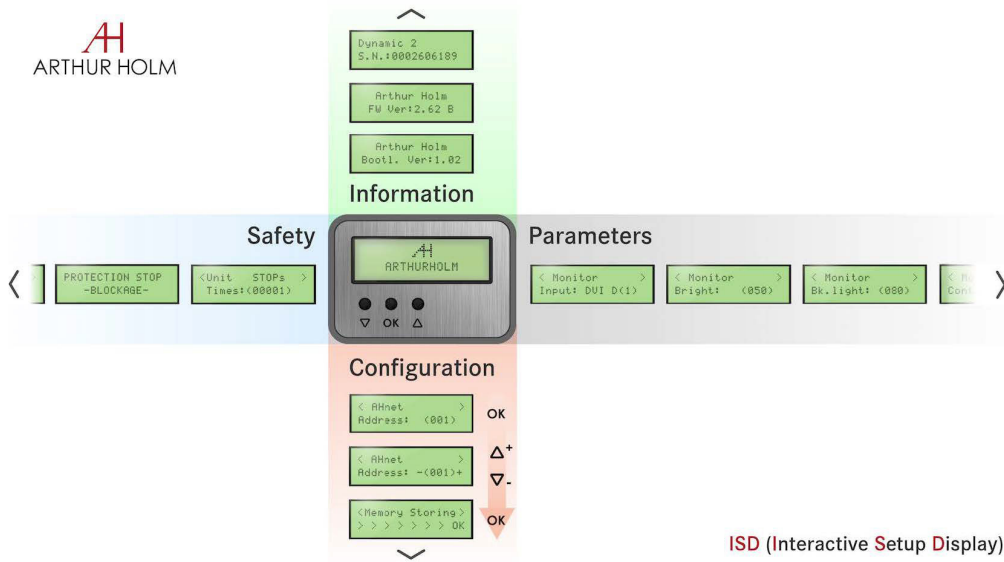 AH
ARTHUR HOLM
Dynamic 2
S.N.:0002606189
Arthur Holm
FW Ver:2.62 B
Arthur Holm
Bootl. Ver:1.02
Information
Safety
PROTECTION STOP
-BLOCKAGE-
<Unit STOPs >
Times:(00001)
AH
ARTHURHOLM
▽ OK △
Parameters
< Monitor >
Input: DVI D(1)
< Monitor >
Bright: (050)
< Monitor >
Bk.light: (080)
Configuration
< AHnet >
Address: (001)
OK
< AHnet >
Address: -(001)+
△+
▽-
<Memory Storing>
> > > > > > > OK
OK
ISD (Interactive Setup Display)